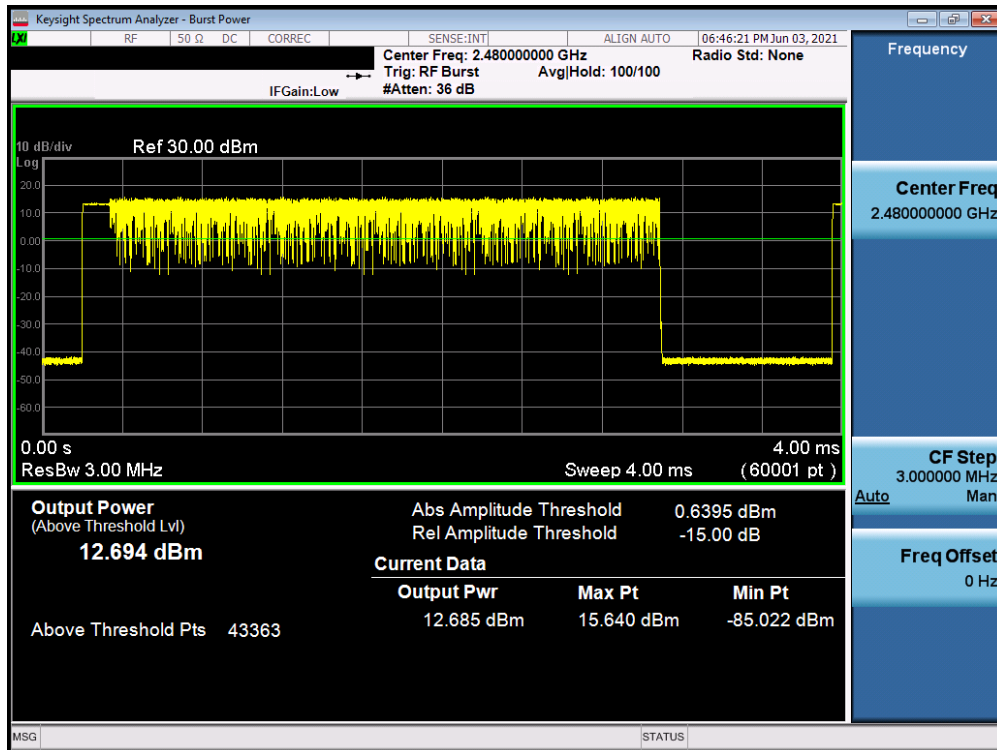 Keysight Spectrum Analyzer - Burst Power
LXI RF 50 Ω DC CORREC SENSE:INT ALIGN AUTO 06:46:21 PM Jun 03, 2021
Center Freq: 2.480000000 GHz Radio Std: None
Trig: RF Burst Avg|Hold: 100/100
IFGain:Low #Atten: 36 dB
Frequency
10 dB/div Ref 30.00 dBm
Log
20.0
10.0
0.00
-10.0
-20.0
-30.0
-40.0
-50.0
-60.0
0.00 s 4.00 ms
ResBw 3.00 MHz Sweep 4.00 ms (60001 pt)
Center Freq
2.480000000 GHz
CF Step
3.000000 MHz
Auto Man
Freq Offset
0 Hz
Output Power
(Above Threshold Lvl)
12.694 dBm
Above Threshold Pts 43363
Abs Amplitude Threshold 0.6395 dBm
Rel Amplitude Threshold -15.00 dB
Current Data
Output Pwr Max Pt Min Pt
12.685 dBm 15.640 dBm -85.022 dBm
MSG STATUS